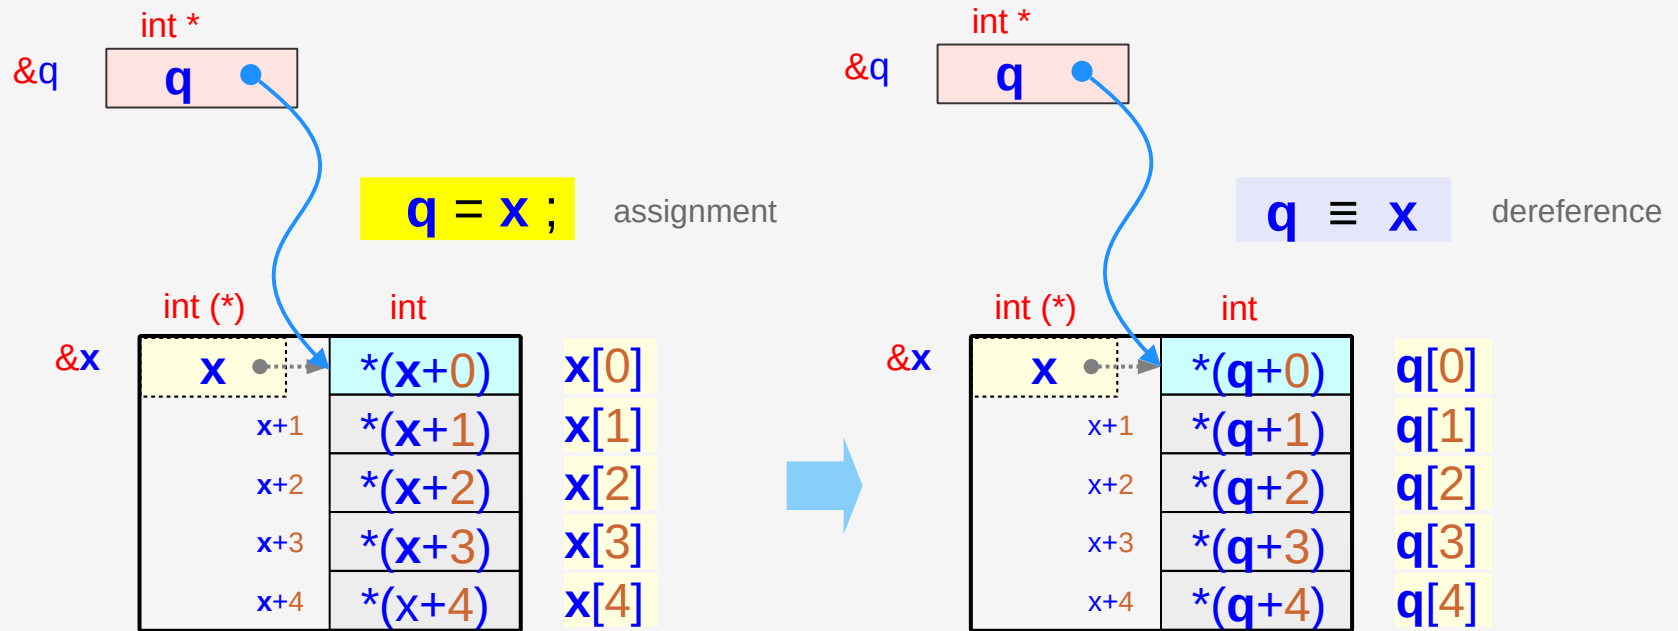 int *
&q
q
q = x ;
assignment
int (*)
int
&x
x
*(x+0)
x[0]
x+1
*(x+1)
x[1]
x+2
*(x+2)
x[2]
x+3
*(x+3)
x[3]
x+4
*(x+4)
x[4]
int *
&q
q
q ≡ x
dereference
int (*)
int
&x
x
*(q+0)
q[0]
x+1
*(q+1)
q[1]
x+2
*(q+2)
q[2]
x+3
*(q+3)
q[3]
x+4
*(q+4)
q[4]